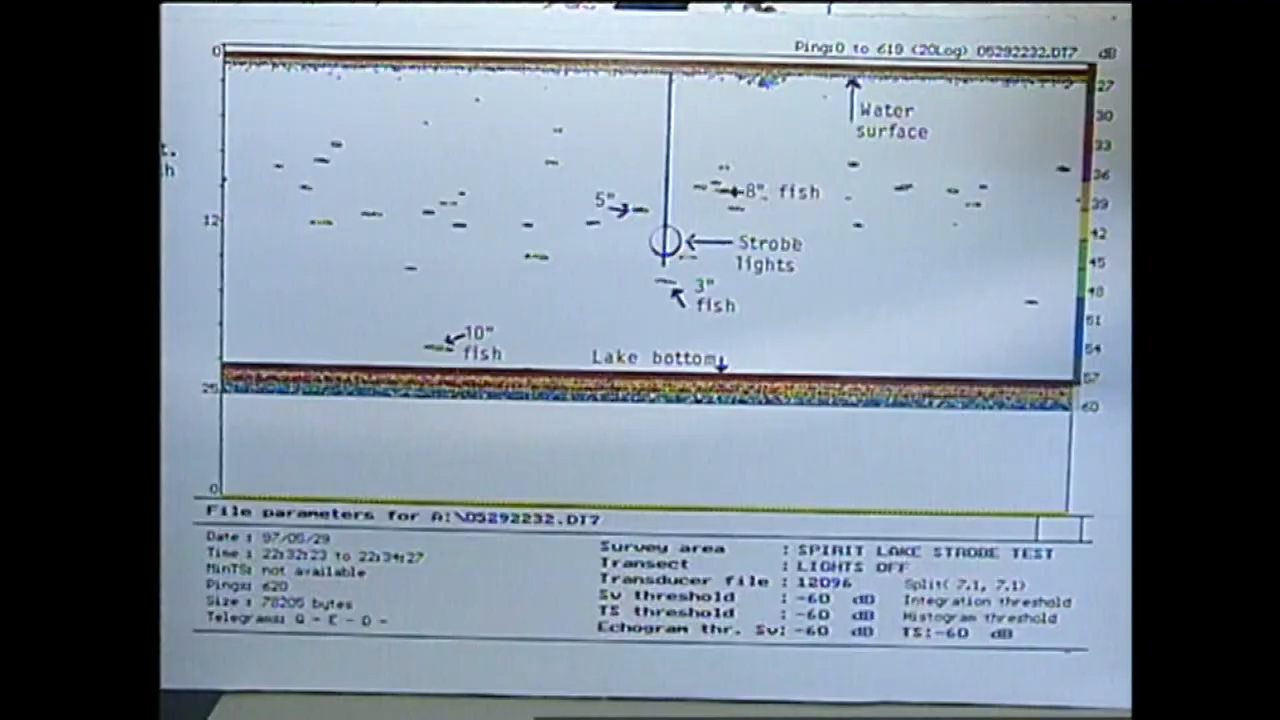 Ping:0 to 619 (20Log) 05292232.DT7 dB
0
27
Water
surface
30
33
36
5"
8" fish
39
12
42
Strobe
lights
45
48
3"
fish
51
10"
fish
54
Lake bottom
57
25
60
0
File parameters for A:\05292232.DT7
Date : 97/05/29
Time : 22:32:23 to 22:34:27
MinTS: not available
Pings: 620
Size : 78205 bytes
Telegrams: Q - E - D -
Survey area : SPIRIT LAKE STROBE TEST
Transect : LIGHTS OFF
Transducer file : 12096 Split( 7.1, 7.1)
Sv threshold : -60 dB Integration threshold
TS threshold : -60 dB Histogram threshold
Echogram thr. Sv: -60 dB TS:-60 dB